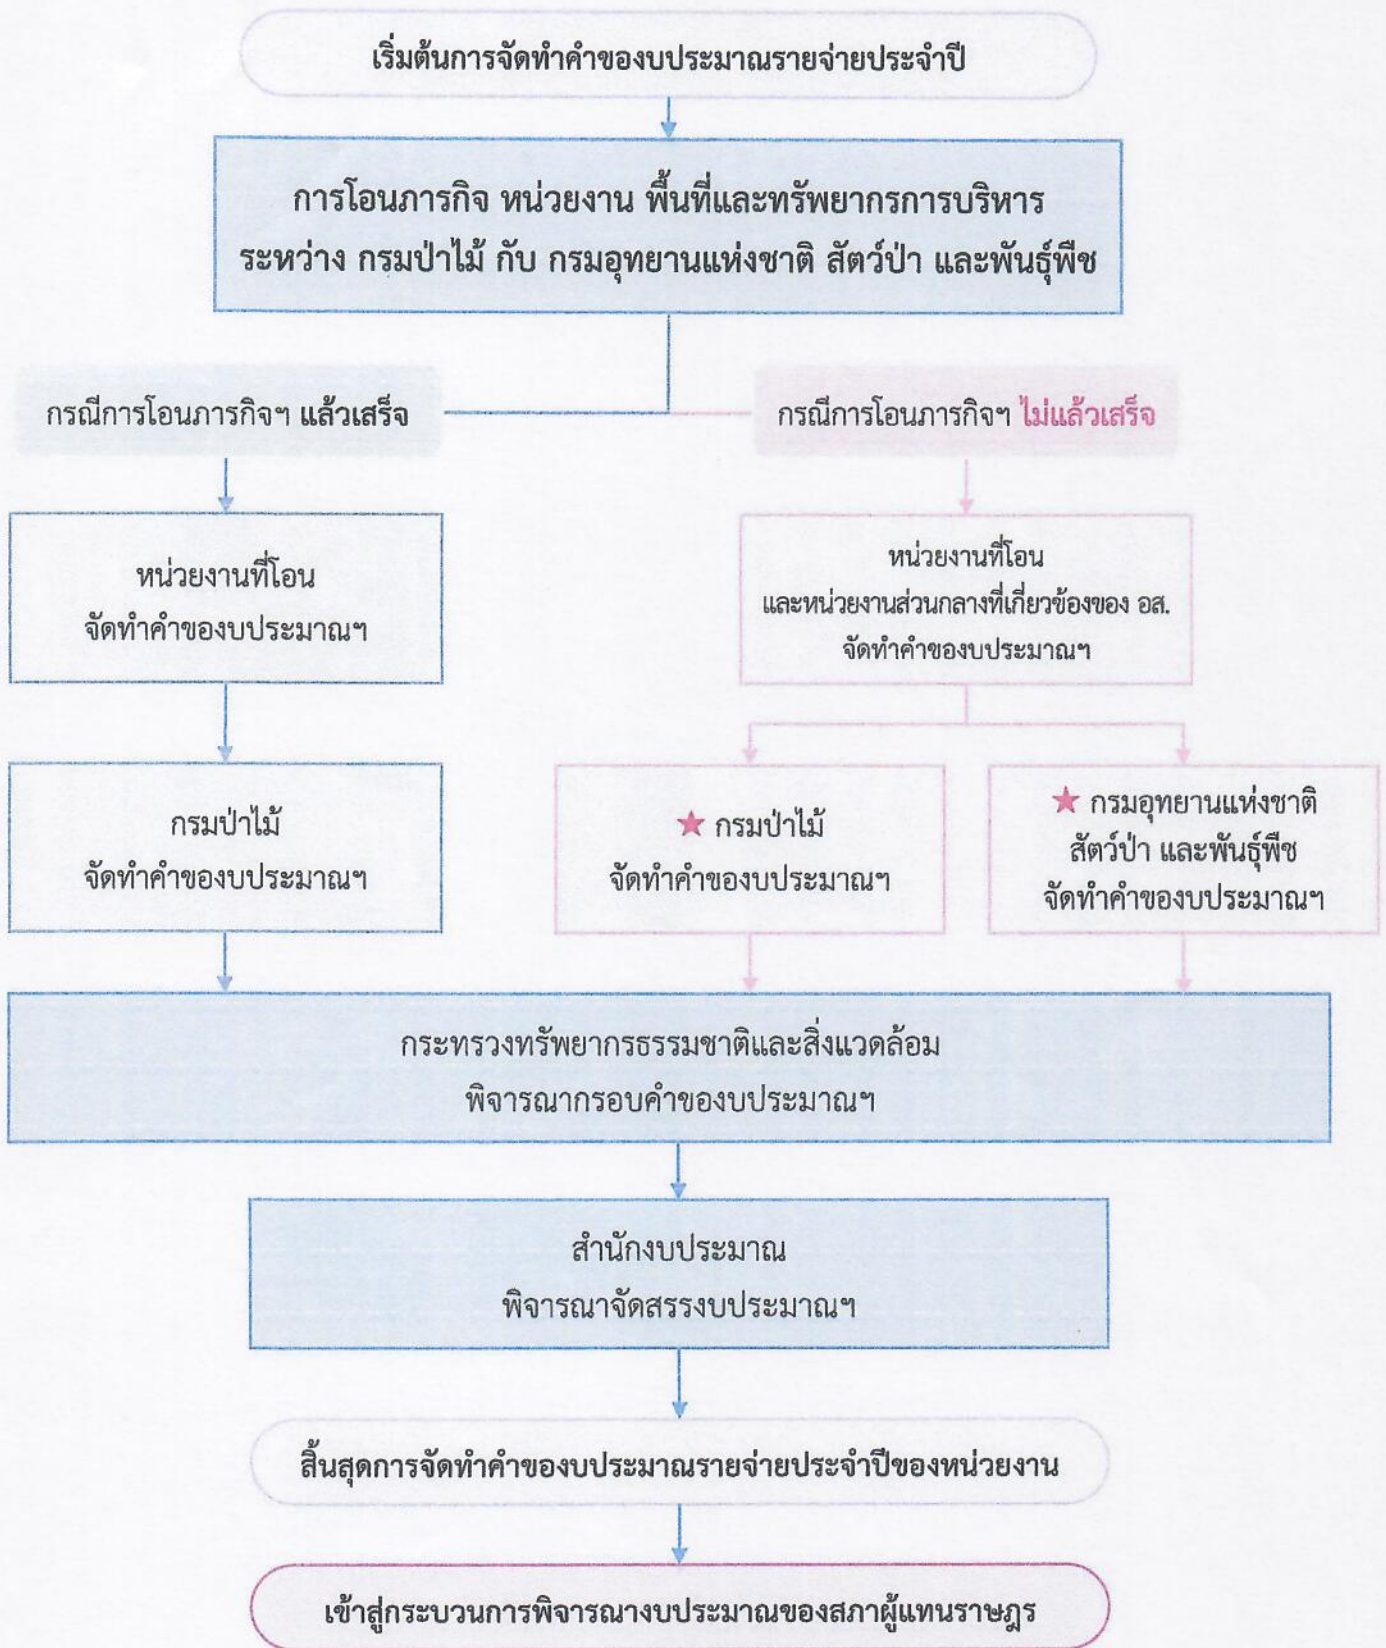 เริ่มต้นการจัดทำคำของบประมาณรายจ่ายประจำปี
การโอนภารกิจ หน่วยงาน พื้นที่และทรัพยากรการบริหาร
ระหว่าง กรมป่าไม้ กับ กรมอุทยานแห่งชาติ สัตว์ป่า และพันธุ์พืช
กรณีการโอนภารกิจฯ แล้วเสร็จ
กรณีการโอนภารกิจฯ ไม่แล้วเสร็จ
หน่วยงานที่โอน
จัดทำคำของบประมาณฯ
หน่วยงานที่โอน
และหน่วยงานส่วนกลางที่เกี่ยวข้องของ อส.
จัดทำคำของบประมาณฯ
กรมป่าไม้
จัดทำคำของบประมาณฯ
★ กรมป่าไม้
จัดทำคำของบประมาณฯ
★ กรมอุทยานแห่งชาติ
สัตว์ป่า และพันธุ์พืช
จัดทำคำของบประมาณฯ
กระทรวงทรัพยากรธรรมชาติและสิ่งแวดล้อม
พิจารณากรอบคำของบประมาณฯ
สำนักงบประมาณ
พิจารณาจัดสรรงบประมาณฯ
สิ้นสุดการจัดทำคำของบประมาณรายจ่ายประจำปีของหน่วยงาน
เข้าสู่กระบวนการพิจารณางบประมาณของสภาผู้แทนราษฎร